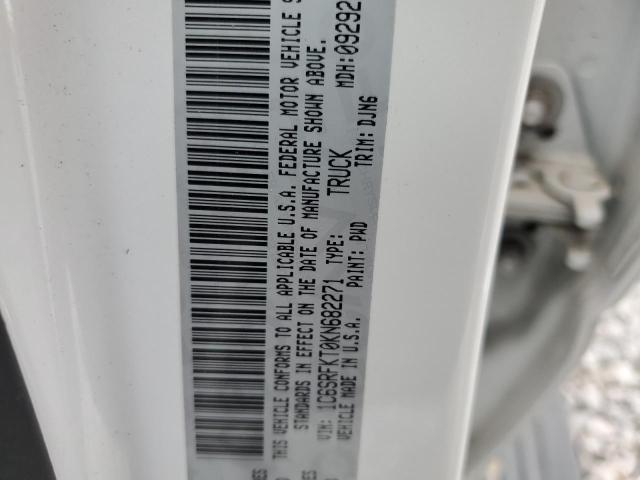 THIS VEHICLE CONFORMS TO ALL APPLICABLE U.S.A. FEDERAL MOTOR VEHICLE S
STANDARDS IN EFFECT ON THE DATE OF MANUFACTURE SHOWN ABOVE.
VIN: 1C6SRFKT0KN682271 TYPE: TRUCK MDH:09292
VEHICLE MADE IN U.S.A. PAINT: PWD TRIM: DJN6